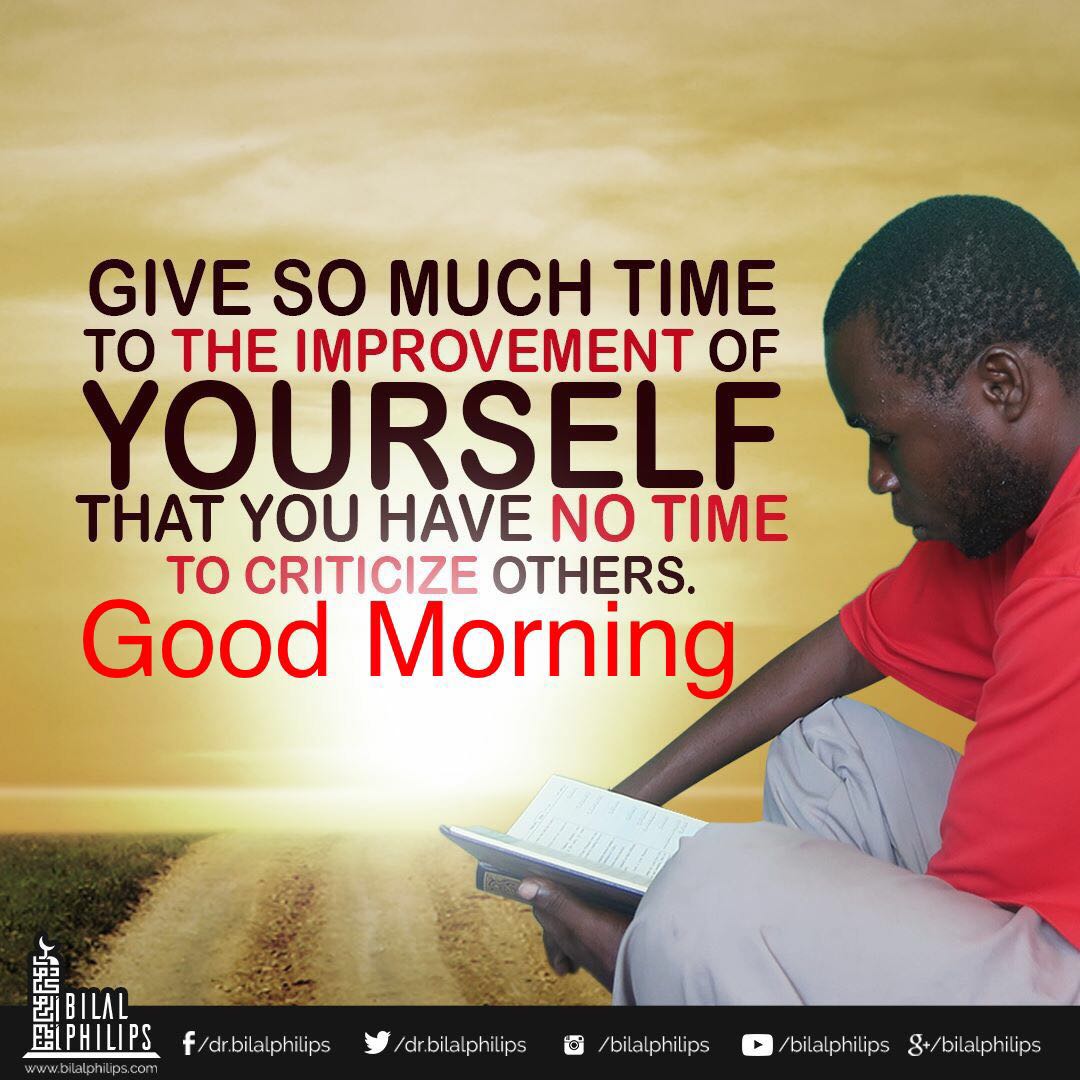 GIVE SO MUCH TIME
TO THE IMPROVEMENT OF
YOURSELF
THAT YOU HAVE NO TIME
TO CRITICIZE OTHERS.
Good Morning
BILAL
PHILIPS
www.bilalphilips.com
f/dr.bilalphilips /dr.bilalphilips /bilalphilips /bilalphilips g+/bilalphilips